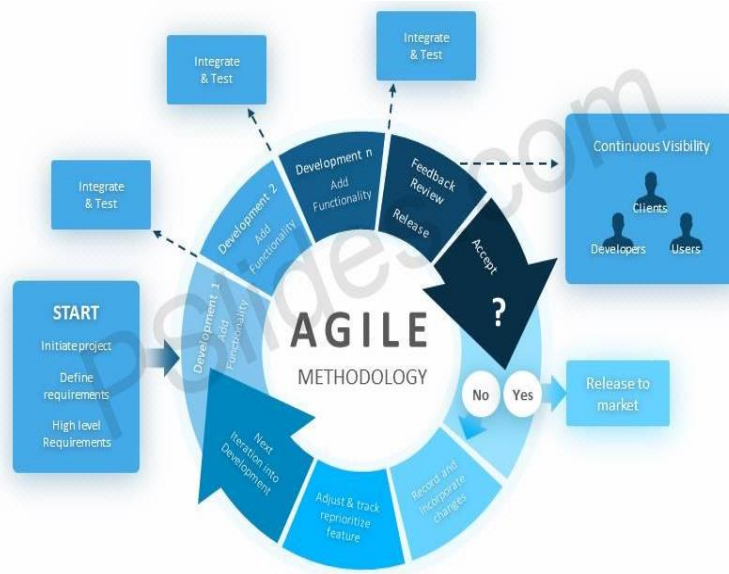 Integrate
& Test
Integrate
& Test
Integrate
& Test
Continuous Visibility
Clients
Developers
Users
START
Initiate project
Define
requirements
High level
Requirements
Development 1
Add
Functionality
Development 2
Add
Functionality
Development n
Add
Functionality
Feedback
Review
Release
Accept
?
No
Yes
Release to
market
Record and
incorporate
changes
Adjust & track
reprioritize
feature
Next
Iteration into
Development
AGILE
METHODOLOGY
PSlides.com